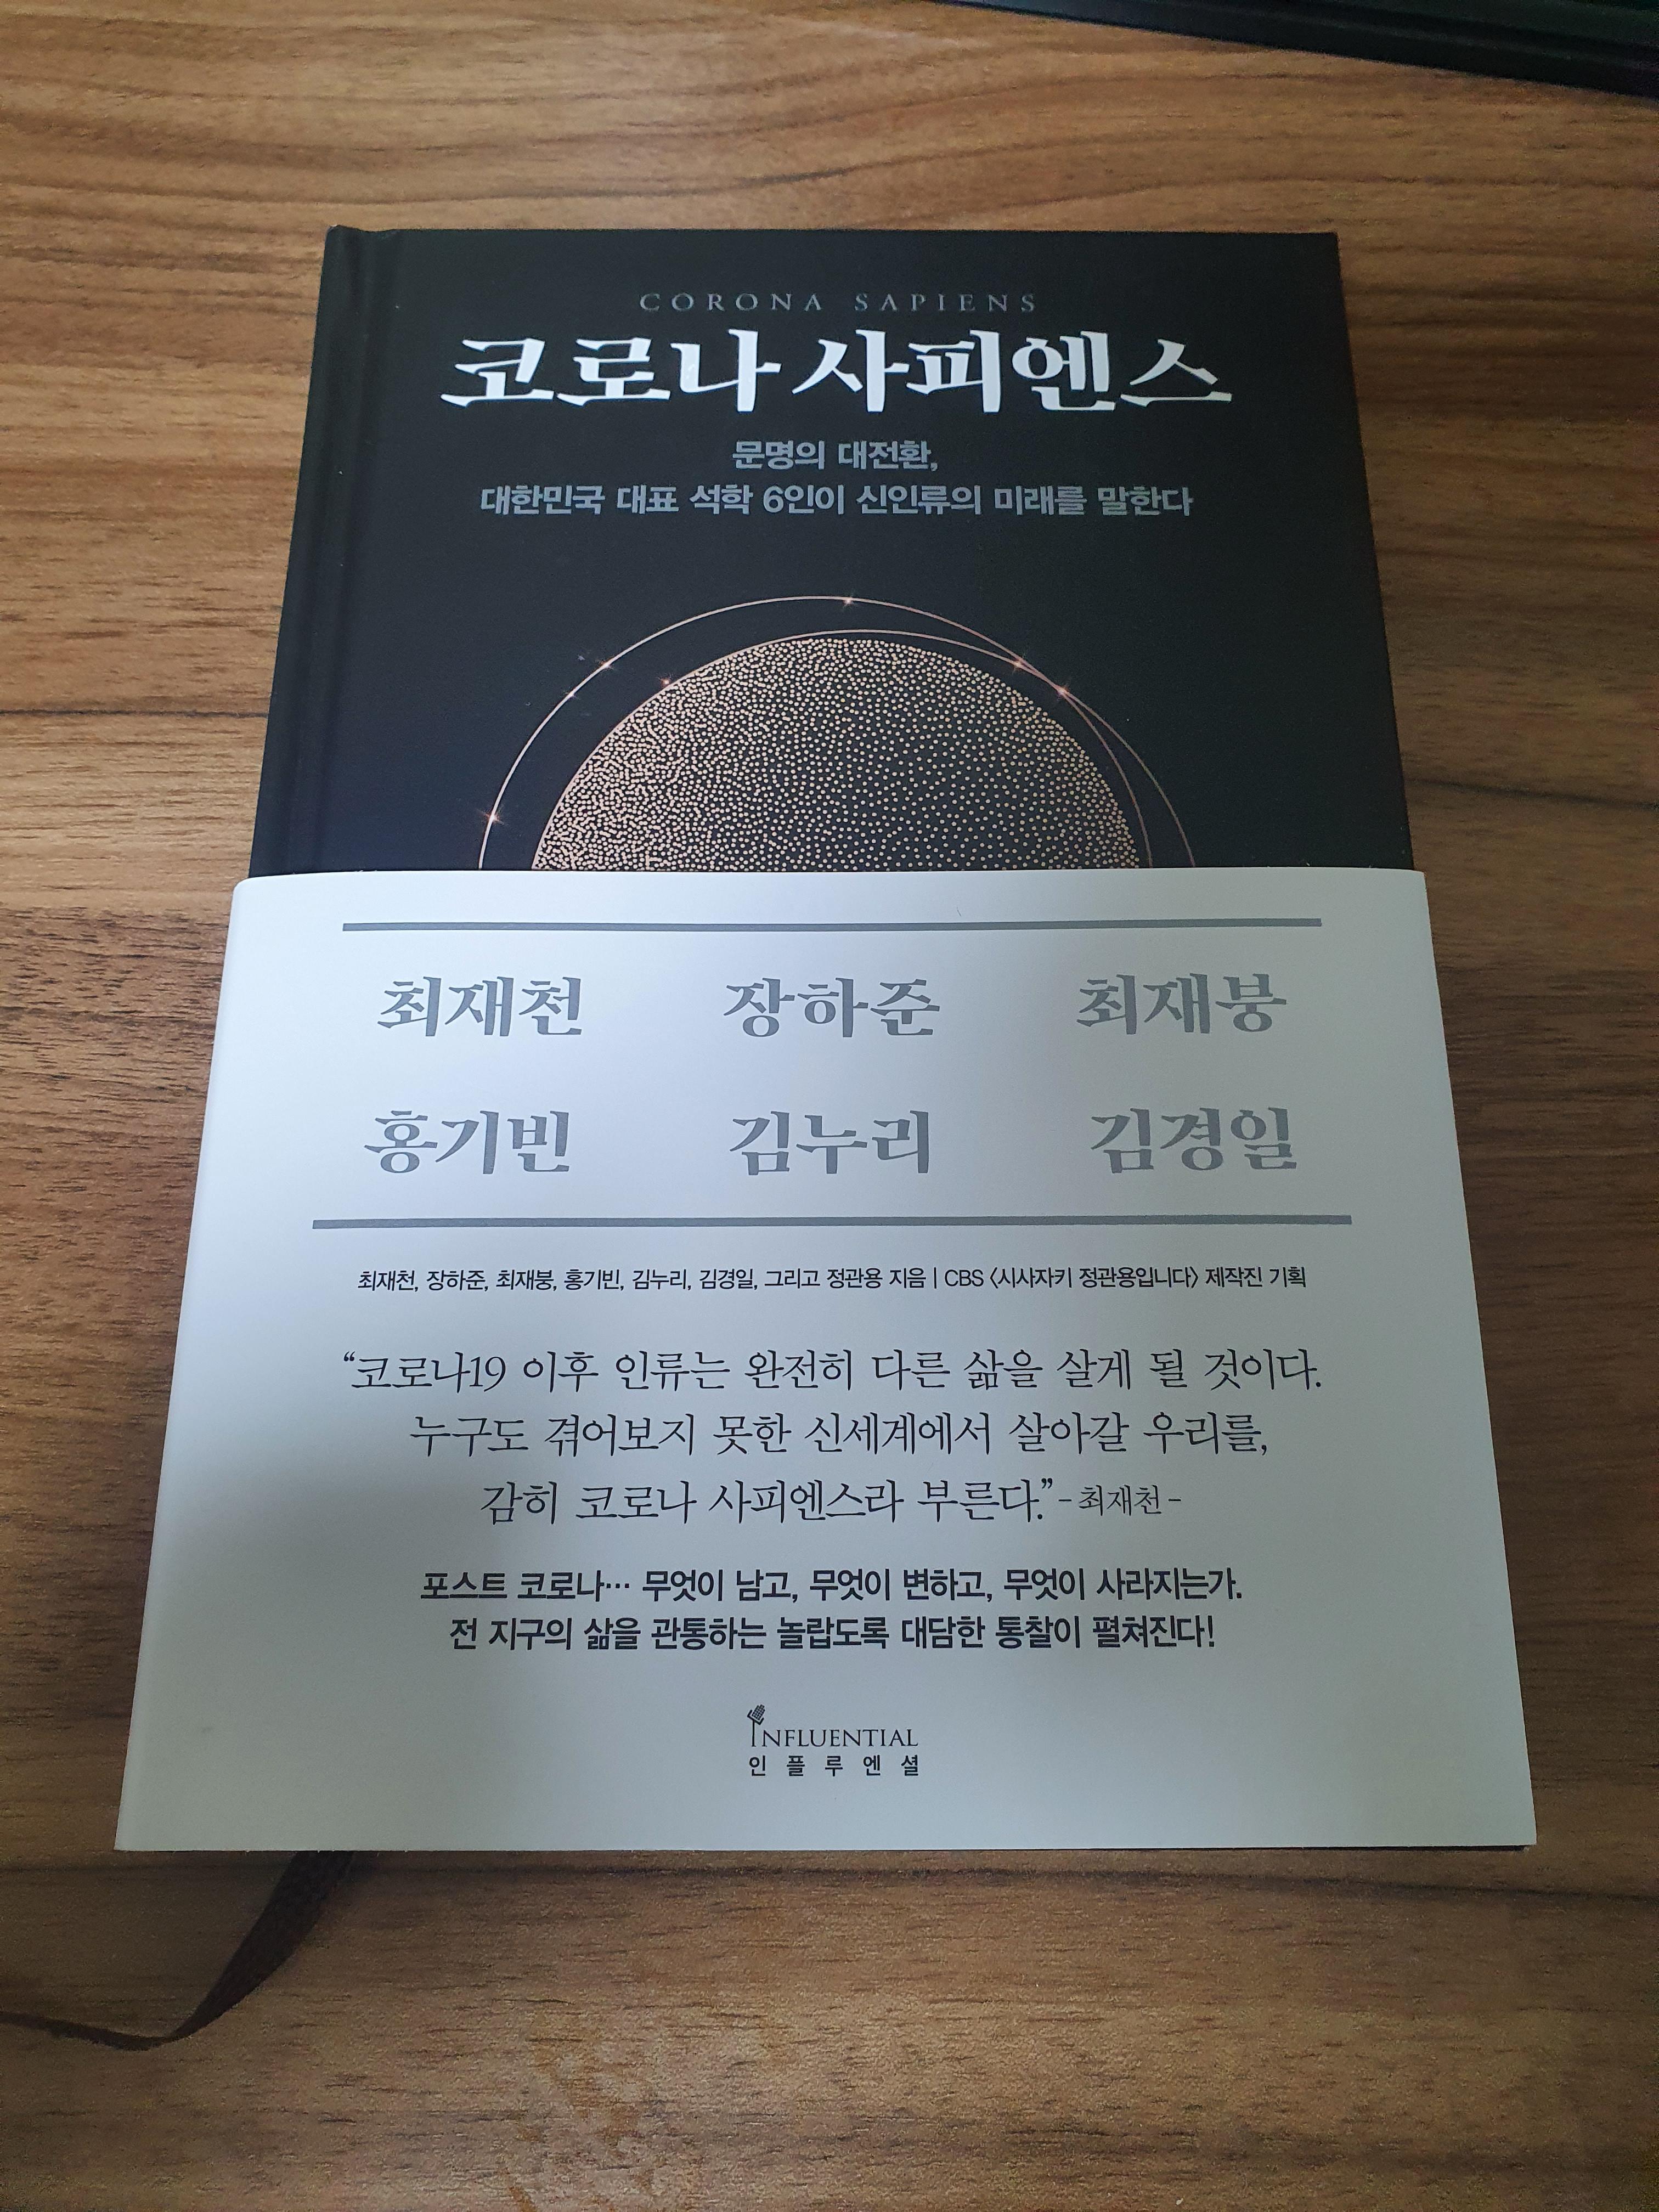 CORONA SAPIENS
코로나 사피엔스
문명의 대전환,
대한민국 대표 석학 6인이 신인류의 미래를 말한다
최재천 장하준 최재붕
홍기빈 김누리 김경일
최재천, 장하준, 최재붕, 홍기빈, 김누리, 김경일, 그리고 정관용 지음 | CBS 〈시사자키 정관용입니다〉 제작진 기획
“코로나19 이후 인류는 완전히 다른 삶을 살게 될 것이다.
누구도 겪어보지 못한 신세계에서 살아갈 우리를,
감히 코로나 사피엔스라 부른다.” - 최재천 -
포스트 코로나… 무엇이 남고, 무엇이 변하고, 무엇이 사라지는가.
전 지구의 삶을 관통하는 놀랍도록 대담한 통찰이 펼쳐진다!
INFLUENTIAL
인플루엔셜